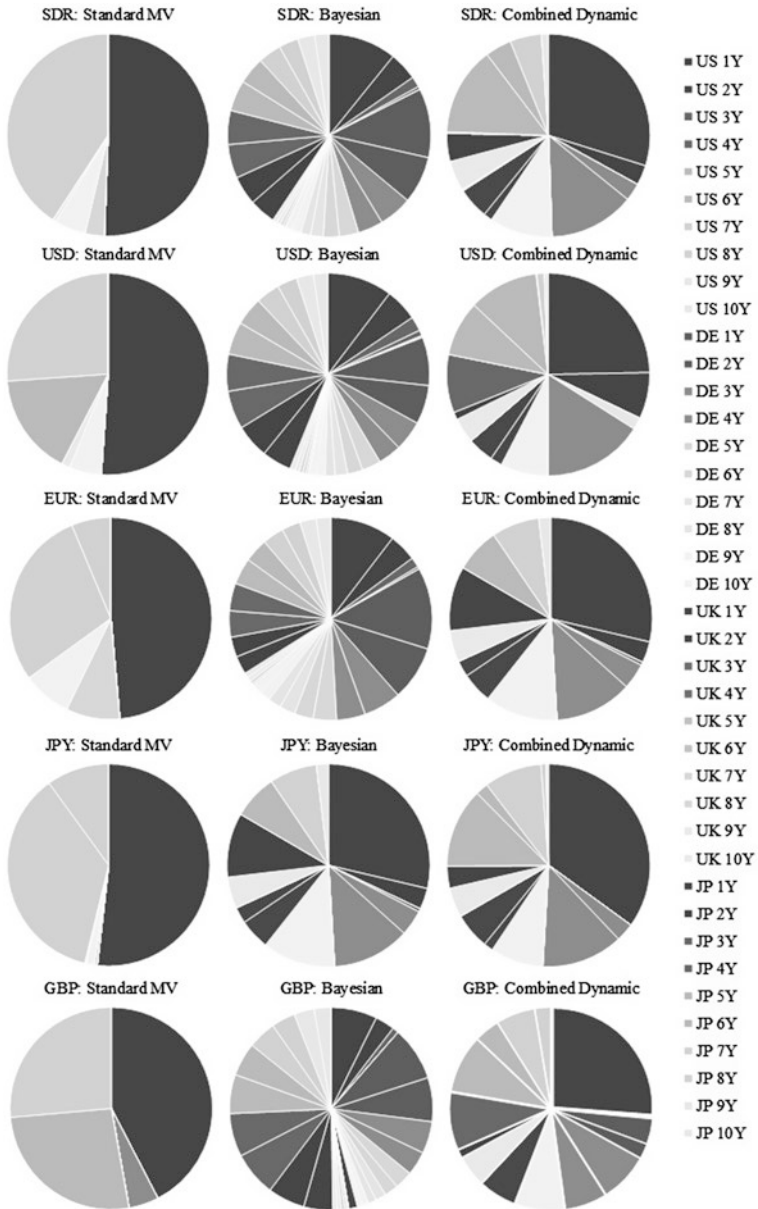 SDR: Standard MV
SDR: Bayesian
SDR: Combined Dynamic
USD: Standard MV
USD: Bayesian
USD: Combined Dynamic
EUR: Standard MV
EUR: Bayesian
EUR: Combined Dynamic
JPY: Standard MV
JPY: Bayesian
JPY: Combined Dynamic
GBP: Standard MV
GBP: Bayesian
GBP: Combined Dynamic
US 1Y
US 2Y
US 3Y
US 4Y
US 5Y
US 6Y
US 7Y
US 8Y
US 9Y
US 10Y
DE 1Y
DE 2Y
DE 3Y
DE 4Y
DE 5Y
DE 6Y
DE 7Y
DE 8Y
DE 9Y
DE 10Y
UK 1Y
UK 2Y
UK 3Y
UK 4Y
UK 5Y
UK 6Y
UK 7Y
UK 8Y
UK 9Y
UK 10Y
JP 1Y
JP 2Y
JP 3Y
JP 4Y
JP 5Y
JP 6Y
JP 7Y
JP 8Y
JP 9Y
JP 10Y